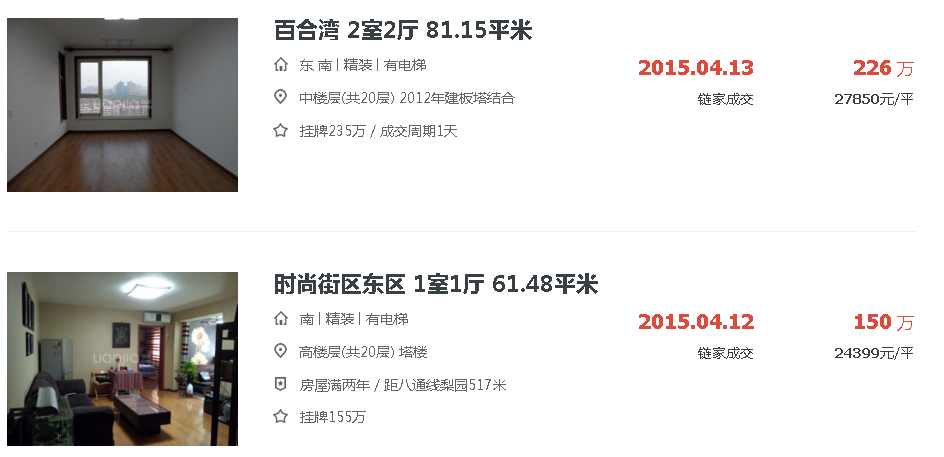 百合湾 2室2厅 81.15平米
东 南 | 精装 | 有电梯
2015.04.13
226 万
中楼层(共20层) 2012年建板塔结合
链家成交
27850元/平
挂牌235万 / 成交周期1天
LIANJIA
时尚街区东区 1室1厅 61.48平米
南 | 精装 | 有电梯
2015.04.12
150 万
高楼层(共20层) 塔楼
链家成交
24399元/平
房屋满两年 / 距八通线梨园517米
挂牌155万
LIANJIA